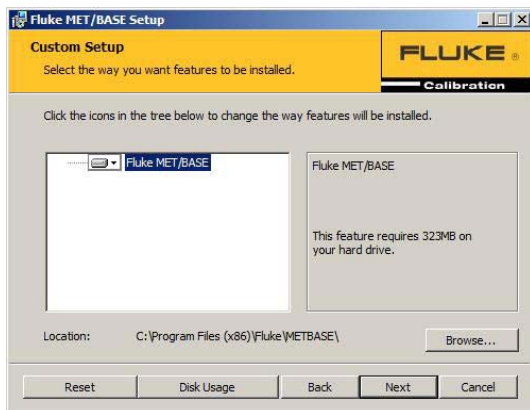 Fluke MET/BASE Setup
Custom Setup
Select the way you want features to be installed.
FLUKE ®
Calibration
Click the icons in the tree below to change the way features will be installed.
Fluke MET/BASE
Fluke MET/BASE
This feature requires 323MB on
your hard drive.
Location: C:\Program Files (x86)\Fluke\METBASE\
Browse...
Reset Disk Usage Back Next Cancel